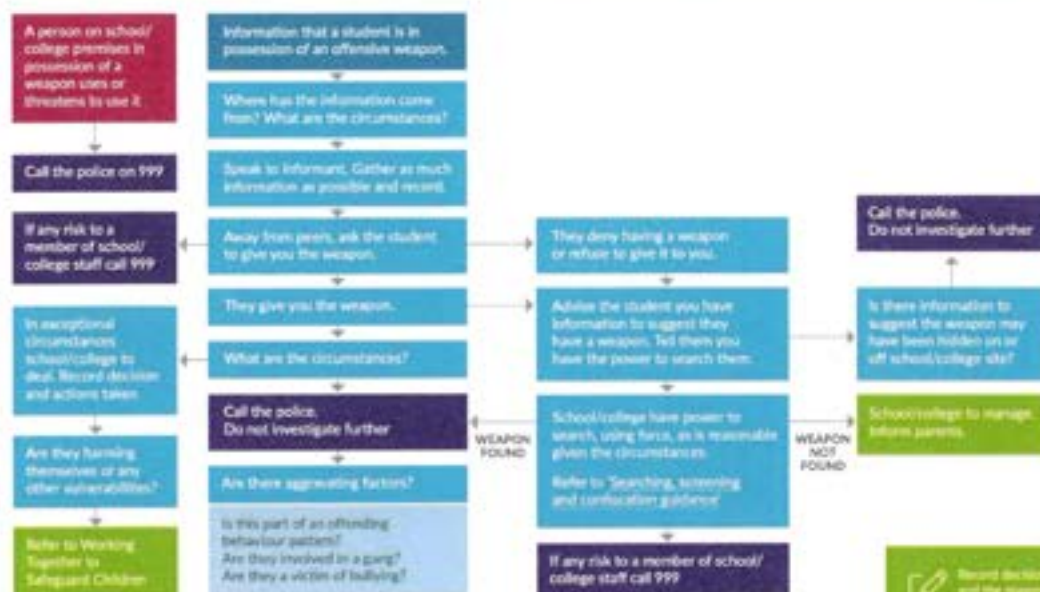 A person on school/
college premises in
possession of a
weapon uses or
threatens to use it
Call the police on 999
If any risk to a
member of school/
college staff call 999
In exceptional
circumstances
school/college to
deal. Record decision
and actions taken
Are they harming
themselves or any
other vulnerabilities?
Refer to Working
Together to
Safeguard Children
Information that a student is in
possession of an offensive weapon.
Where has the information come
from? What are the circumstances?
Speak to informant, Gather as much
information as possible and record.
Away from peers, ask the student
to give you the weapon.
They give you the weapon.
What are the circumstances?
Call the police.
Do not investigate further
Are there aggravating factors?
Is this part of an offending
behaviour pattern?
Are they involved in a gang?
Are they a victim of bullying?
They deny having a weapon
or refuse to give it to you.
Advise the student you have
information to suggest they
have a weapon. Tell them you
have the power to search them.
School/college have power to
search, using force, as is reasonable
given the circumstances.
Refer to 'Searching, screening
and confiscation guidance'
If any risk to a member of school/
college staff call 999
WEAPON
FOUND
WEAPON
NOT
FOUND
Call the police.
Do not investigate further
Is there information to
suggest the weapon may
have been hidden on or
off school/college site?
School/college to manage.
Inform parents.
Record
and the